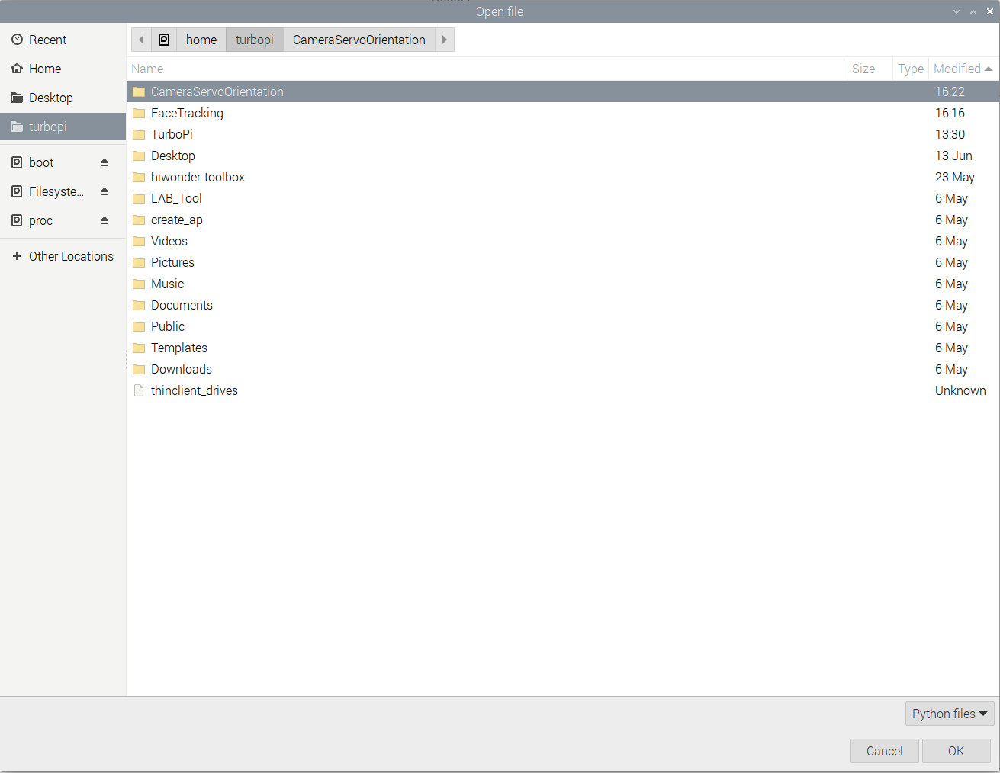 Open file
Recent
Home
Desktop
turbopi
boot
Filesyste...
proc
Other Locations
home turbopi CameraServoOrientation
Name Size Type Modified
CameraServoOrientation 16:22
FaceTracking 16:16
TurboPi 13:30
Desktop 13 Jun
hiwonder-toolbox 23 May
LAB_Tool 6 May
create_ap 6 May
Videos 6 May
Pictures 6 May
Music 6 May
Documents 6 May
Public 6 May
Templates 6 May
Downloads 6 May
thinclient_drives Unknown
Python files
Cancel OK